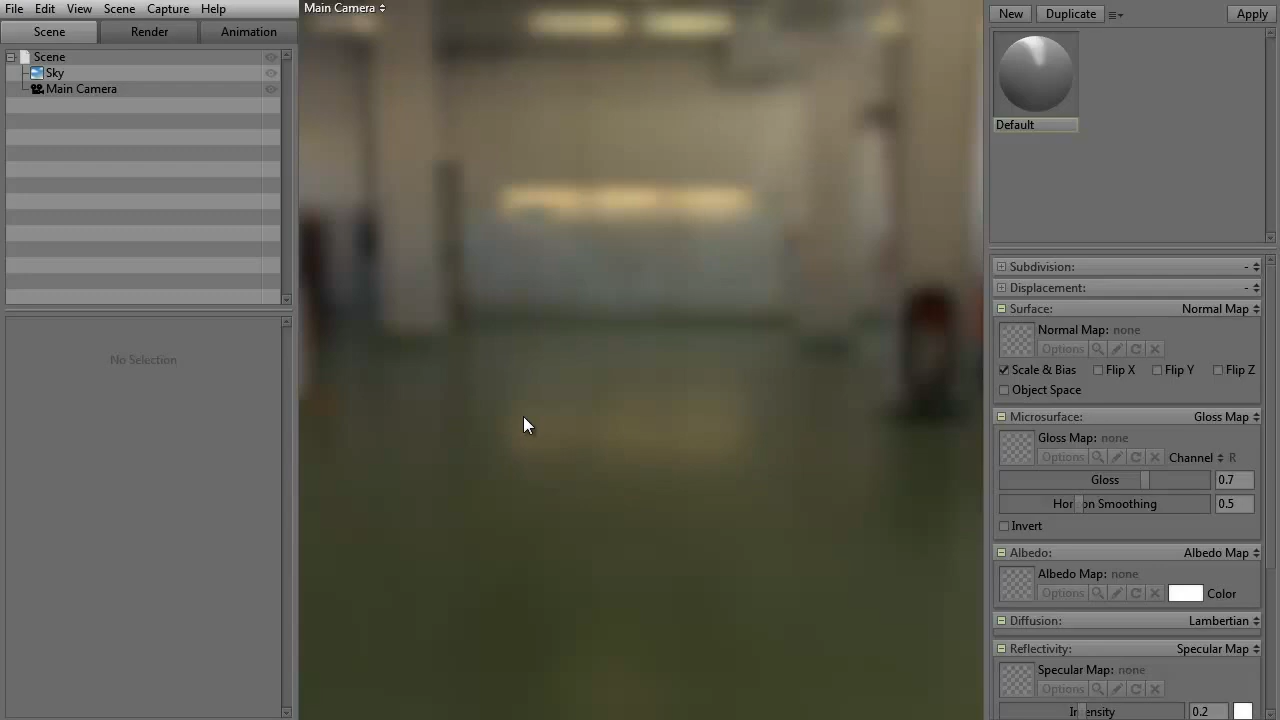 File Edit View Scene Capture Help
Scene Render Animation
Scene
Sky
Main Camera
No Selection
Main Camera
New Duplicate Apply
Default
Subdivision: -
Displacement: -
Surface: Normal Map
Normal Map: none
Options
Scale & Bias Flip X Flip Y Flip Z
Object Space
Microsurface: Gloss Map
Gloss Map: none
Options Channel R
Gloss 0.7
Horizon Smoothing 0.5
Invert
Albedo: Albedo Map
Albedo Map: none
Options Color
Diffusion: Lambertian
Reflectivity: Specular Map
Specular Map: none
Options
Intensity 0.2